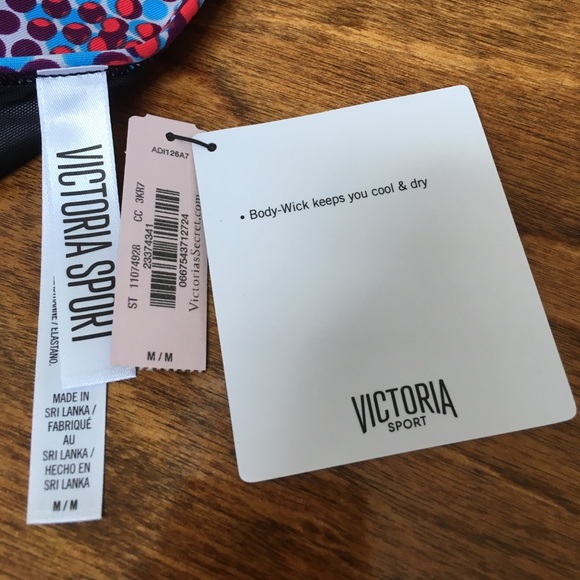 VICTORIA SPORT
/ ELASTANO.
MADE IN
SRI LANKA /
FABRIQUÉ
AU
SRI LANKA /
HECHO EN
SRI LANKA
M / M
ADI126A7
ST 11074928 CC 3KR7
23374341
0667543712724
VictoriasSecret.com
M / M
• Body-Wick keeps you cool & dry
VICTORIA
SPORT